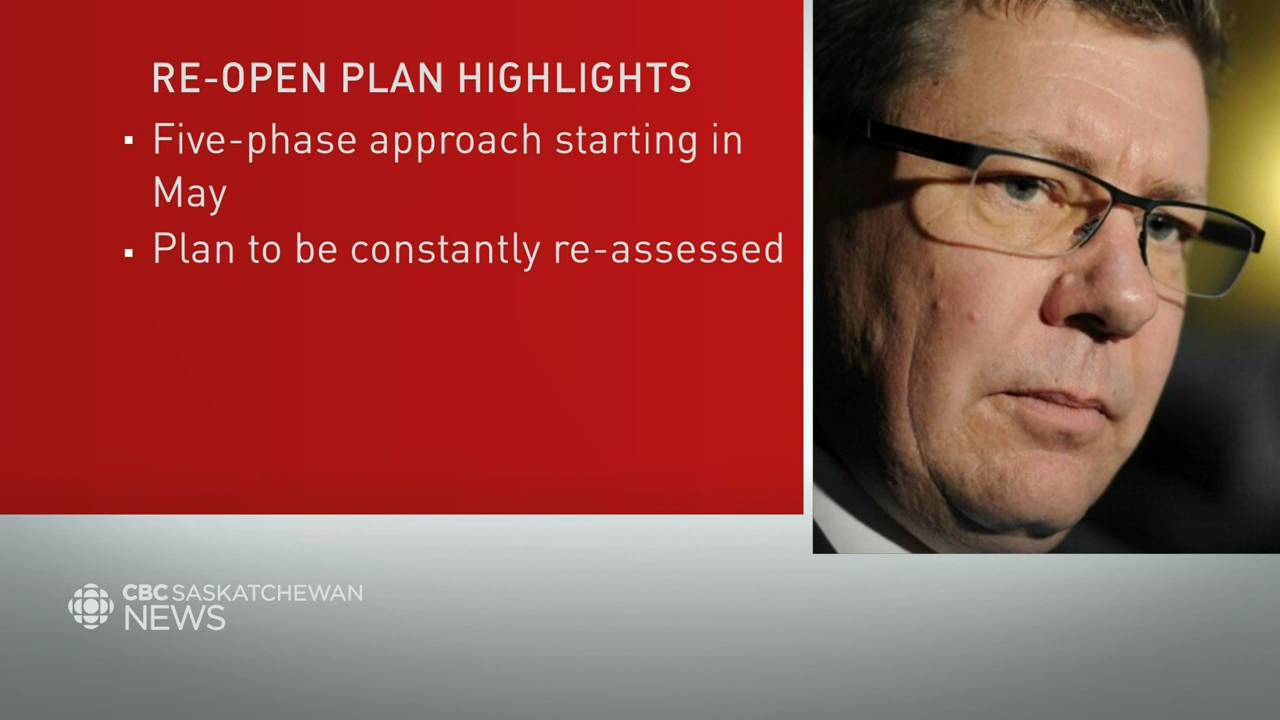 RE-OPEN PLAN HIGHLIGHTS
▪ Five-phase approach starting in
May
▪ Plan to be constantly re-assessed
CBC SASKATCHEWAN
NEWS